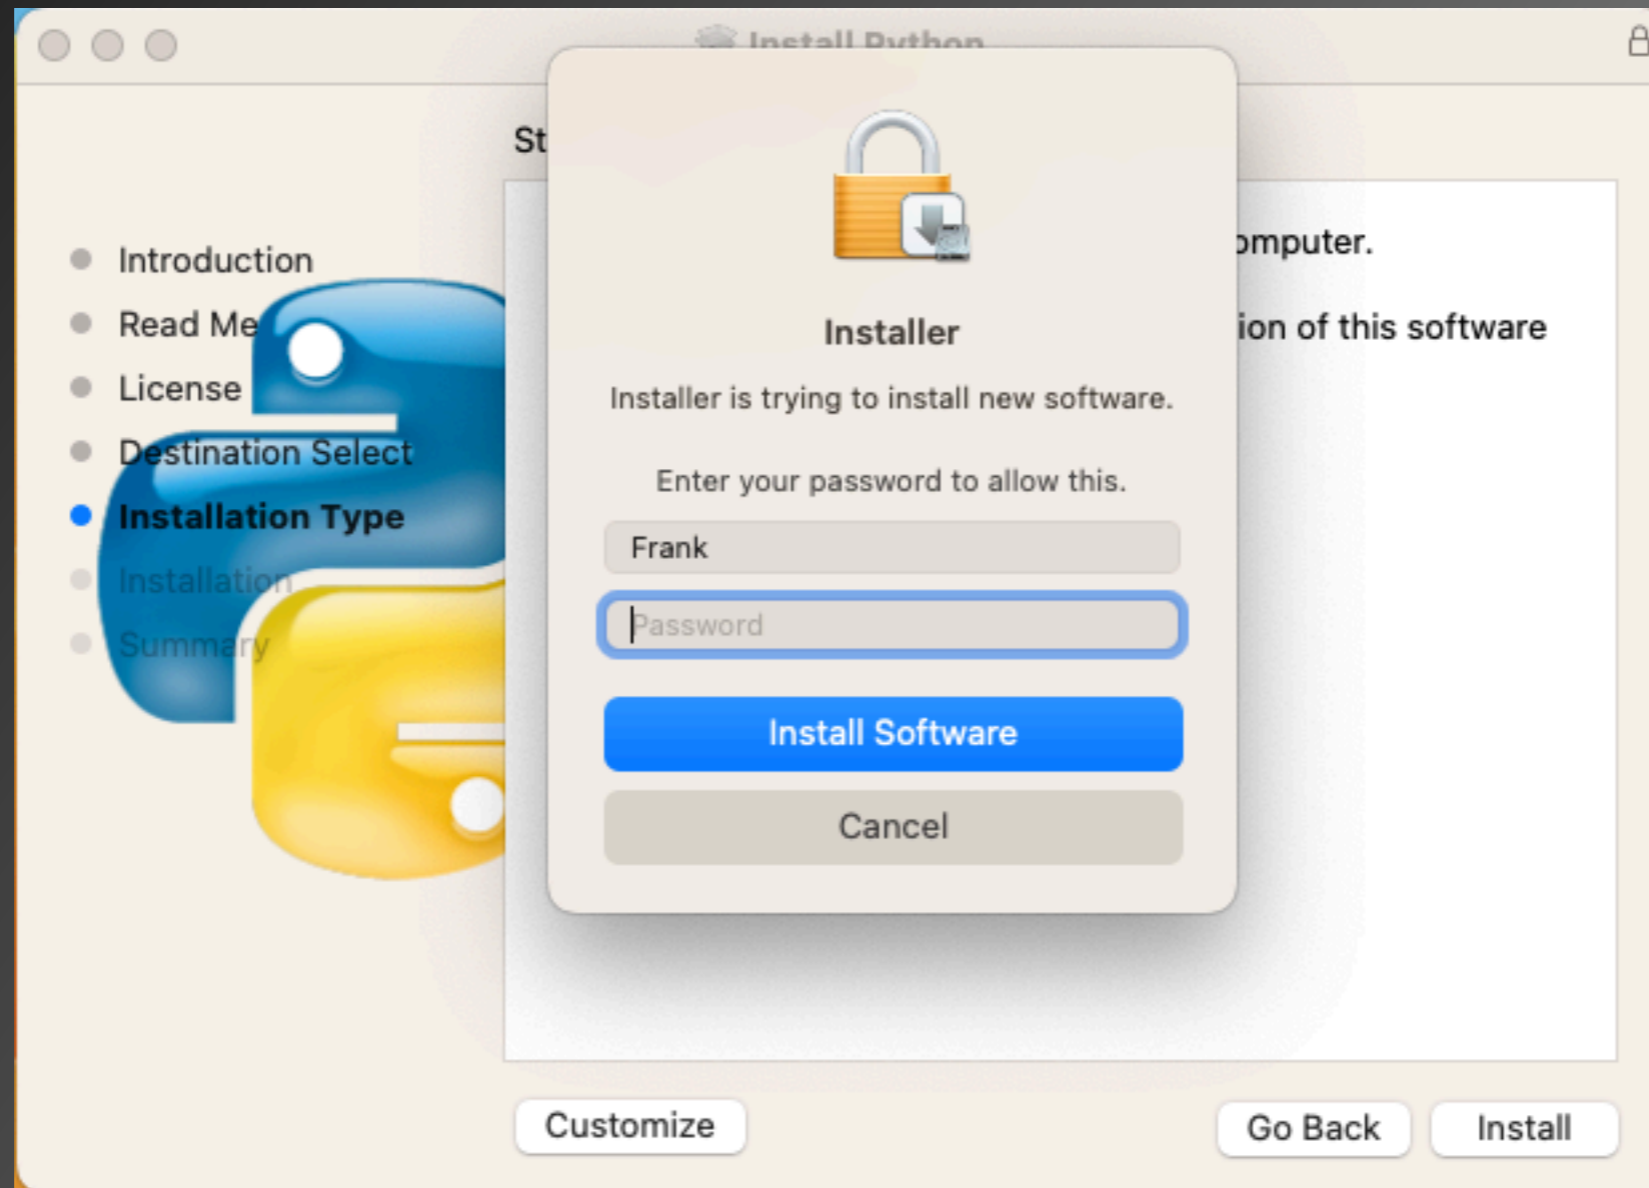 Install Python
St
Introduction
Read Me
License
Destination Select
Installation Type
Installation
Summary
omputer.
ion of this software
Installer
Installer is trying to install new software.
Enter your password to allow this.
Frank
Password
Install Software
Cancel
Customize
Go Back
Install